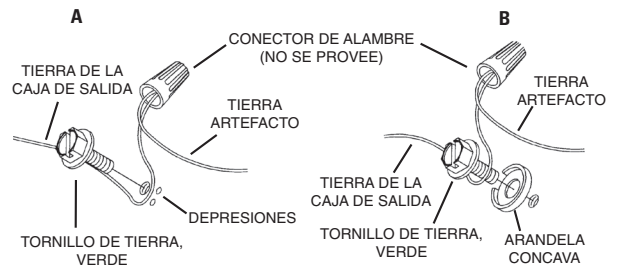 A
B
CONECTOR DE ALAMBRE
(NO SE PROVEE)
TIERRA DE LA
CAJA DE SALIDA
TIERRA
ARTEFACTO
TIERRA
ARTEFACTO
DEPRESIONES
TORNILLO DE TIERRA,
VERDE
TIERRA DE LA
CAJA DE SALIDA
TORNILLO DE TIERRA,
VERDE
ARANDELA
CONCAVA